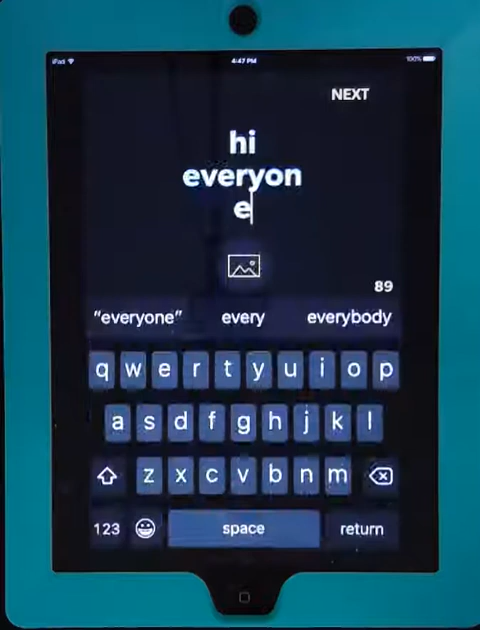 iPad 4:47 PM 100%
NEXT
hi
everyon
e
89
"everyone" every everybody
q w e r t y u i o p
a s d f g h j k l
z x c v b n m
123 space return